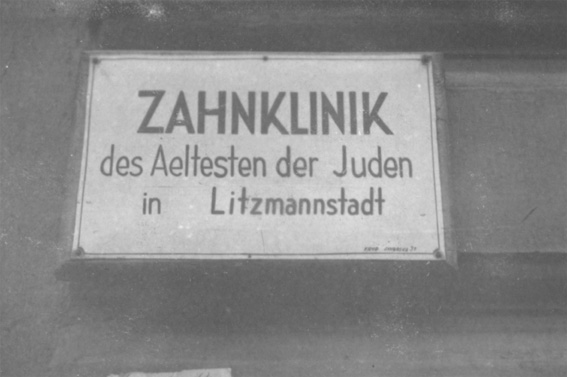 ZAHNKLINIK
des Aeltesten der Juden
in Litzmannstadt